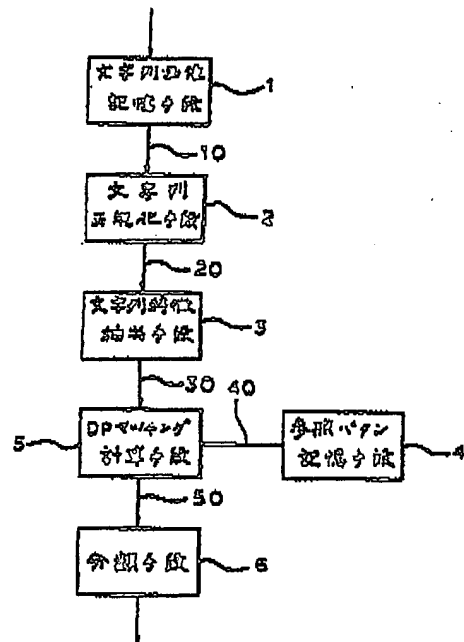 文字列画像
記憶手段
1
10
文字列
正規化手段
2
20
文字列特徴
抽出手段
3
30
40
5
DPマッチング
計算手段
参照パタン
記憶手段
4
50
分類手段
6